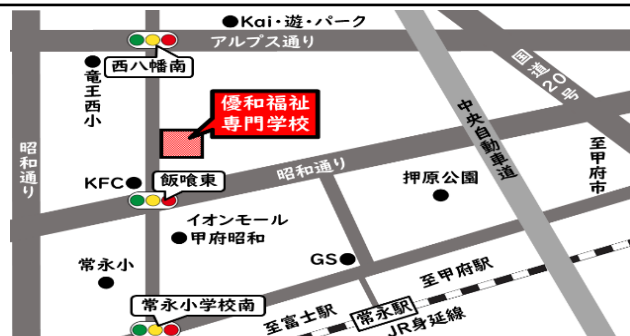 Kai・遊・パーク
アルプス通り
西八幡南
竜王西小
国道20号
優和福祉
専門学校
中央自動車道
昭和通り
昭和通り
至甲府市
KFC
飯喰東
押原公園
イオンモール
甲府昭和
GS
常永小
至甲府駅
常永駅
至富士駅
JR身延線
常永小学校南